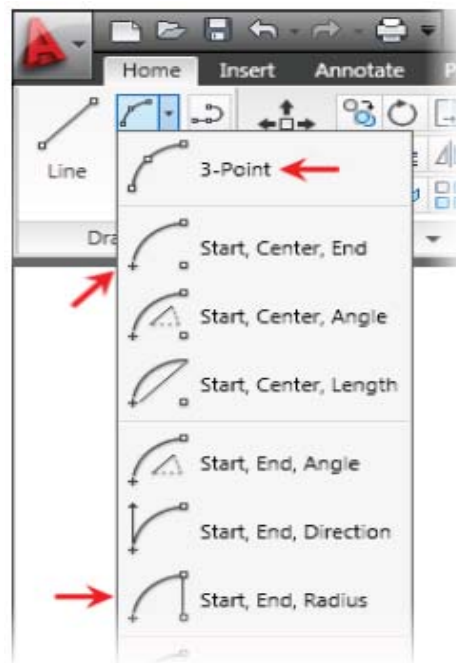 Home Insert Annotate P
Line
3-Point
Dra
Start, Center, End
Start, Center, Angle
Start, Center, Length
Start, End, Angle
Start, End, Direction
Start, End, Radius